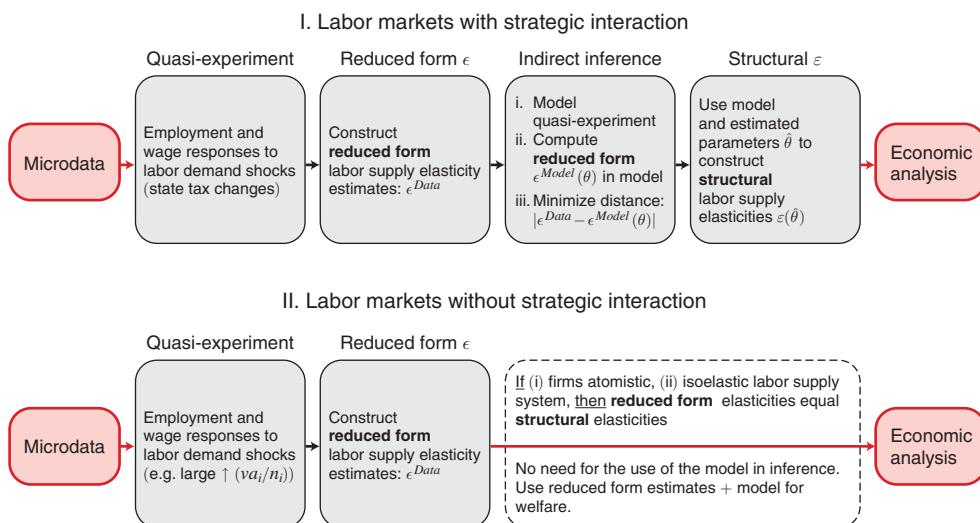 I. Labor markets with strategic interaction
Quasi-experiment
Reduced form ϵ
Indirect inference
Structural ε
Microdata
Employment and
wage responses to
labor demand shocks
(state tax changes)
Construct
reduced form
labor supply elasticity
estimates: ϵ^Data
i. Model
quasi-experiment
ii. Compute
reduced form
ϵ^Model(θ) in model
iii. Minimize distance:
|ϵ^Data − ϵ^Model(θ)|
Use model
and estimated
parameters θ̂ to
construct
structural
labor supply
elasticities ε(θ̂)
Economic
analysis
II. Labor markets without strategic interaction
Quasi-experiment
Reduced form ϵ
Microdata
Employment and
wage responses to
labor demand shocks
(e.g. large ↑ (va_i/n_i))
Construct
reduced form
labor supply elasticity
estimates: ϵ^Data
If (i) firms atomistic, (ii) isoelastic labor supply
system, then reduced form elasticities equal
structural elasticities
No need for the use of the model in inference.
Use reduced form estimates + model for
welfare.
Economic
analysis